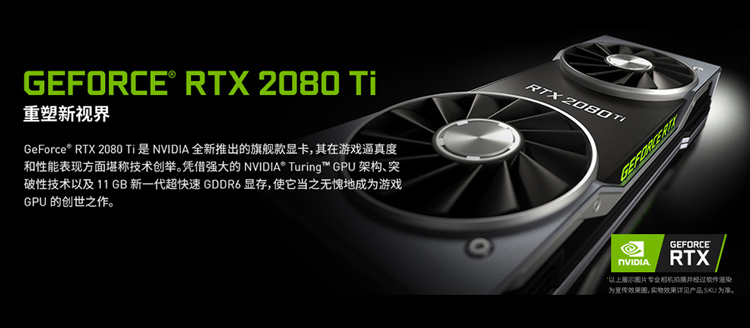 GEFORCE® RTX 2080 Ti
重塑新视界
GeForce® RTX 2080 Ti 是 NVIDIA 全新推出的旗舰款显卡，其在游戏逼真度
和性能表现方面堪称技术创举。凭借强大的 NVIDIA® Turing™ GPU 架构、突
破性技术以及 11 GB 新一代超快速 GDDR6 显存，使它当之无愧地成为游戏
GPU 的创世之作。
RTX 2080 Ti
GEFORCE RTX
NVIDIA.
GEFORCE®
RTX
*以上展示图片专业相机拍摄并经过软件渲染
为宣传效果图，实物效果详见产品 SKU 为准。